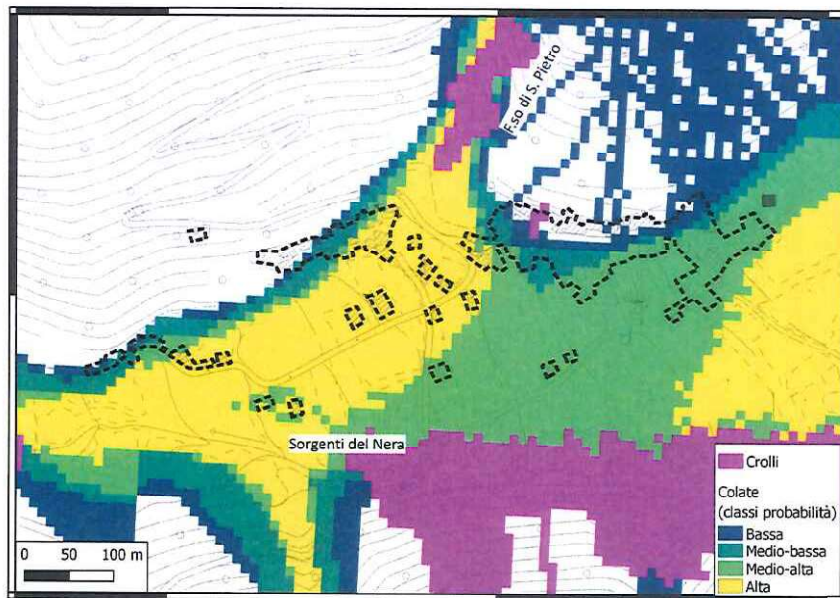 F.so di S. Pietro
Sorgenti del Nera
0 50 100 m
Crolli
Colate
(classi probabilità)
Bassa
Medio-bassa
Medio-alta
Alta